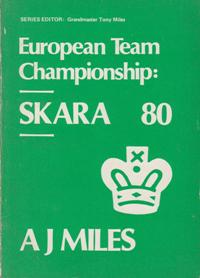 SERIES EDITOR: Grandmaster Tony Miles
European Team
Championship:
SKARA 80
A J MILES